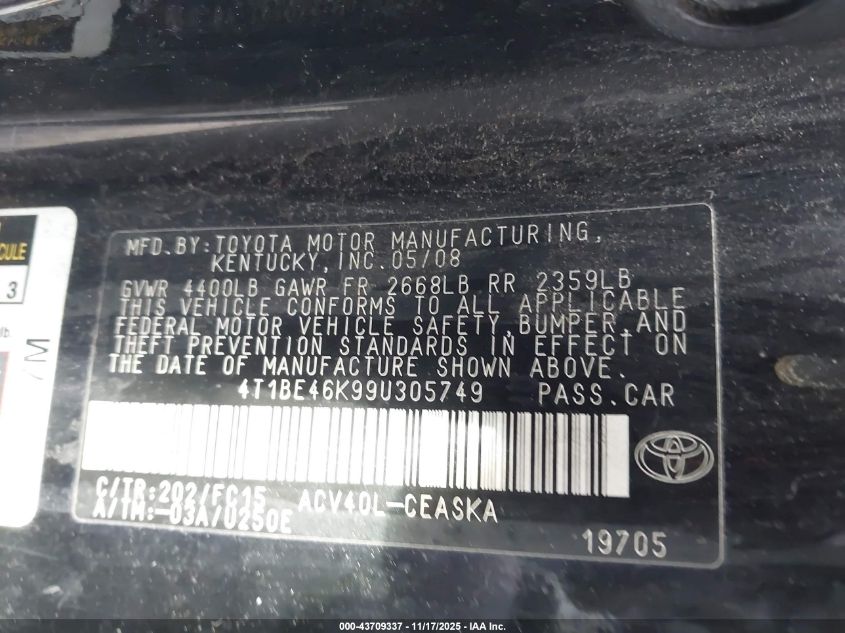 MFD.BY:TOYOTA MOTOR MANUFACTURING,
KENTUCKY,INC.05/08
GVWR 4400LB GAWR FR 2668LB RR 2359LB
THIS VEHICLE CONFORMS TO ALL APPLICABLE
FEDERAL MOTOR VEHICLE SAFETY,BUMPER,AND
THEFT PREVENTION STANDARDS IN EFFECT ON
THE DATE OF MANUFACTURE SHOWN ABOVE.
4T1BE46K99U305749 PASS.CAR
C/TR:202/FC15 ACV40L-CEASKA
A/TM:-03A/U250E
19705
3
lb.
000-43709337 - 11/17/2025 - IAA Inc.